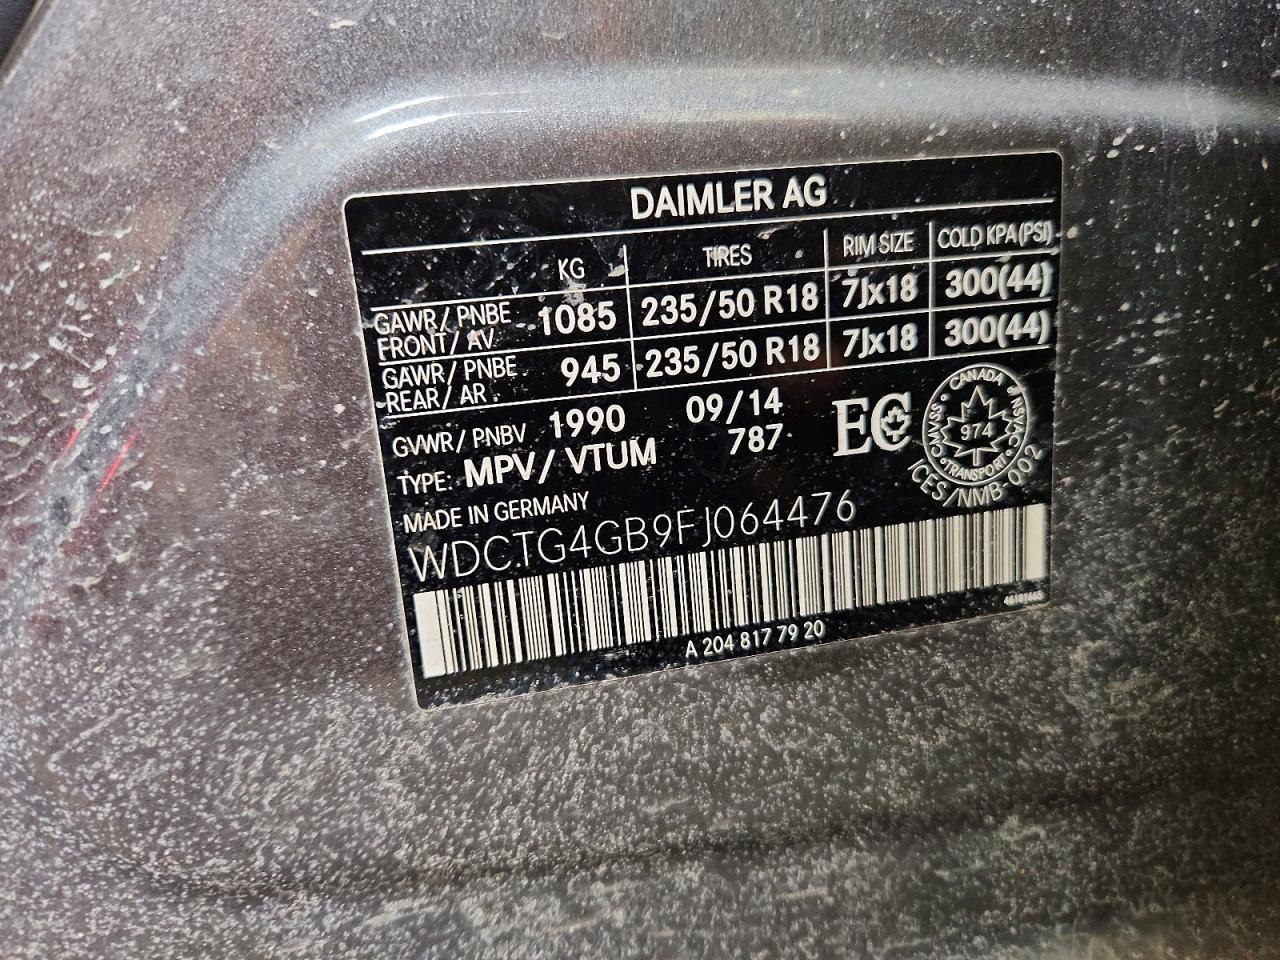 DAIMLER AG
KG TIRES RIM SIZE COLD KPA (PSI)
GAWR / PNBE FRONT / AV 1085 235/50 R18 7Jx18 300(44)
GAWR / PNBE REAR / AR 945 235/50 R18 7Jx18 300(44)
GVWR / PNBV 1990 09/14
TYPE: MPV / VTUM 787
EC
CANADA
NSVAC
974
SSVMC
TRANSPORT
ICES/NMB-002
MADE IN GERMANY
WDCTG4GB9FJ064476
A 204 817 79 20